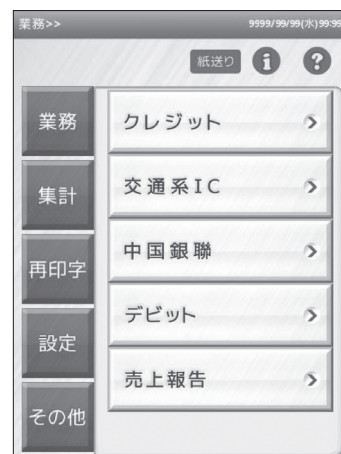 業務>>
9999/99/99(水)99:99
紙送り
業務
集計
再印字
設定
その他
クレジット
交通系IC
中国銀聯
デビット
売上報告